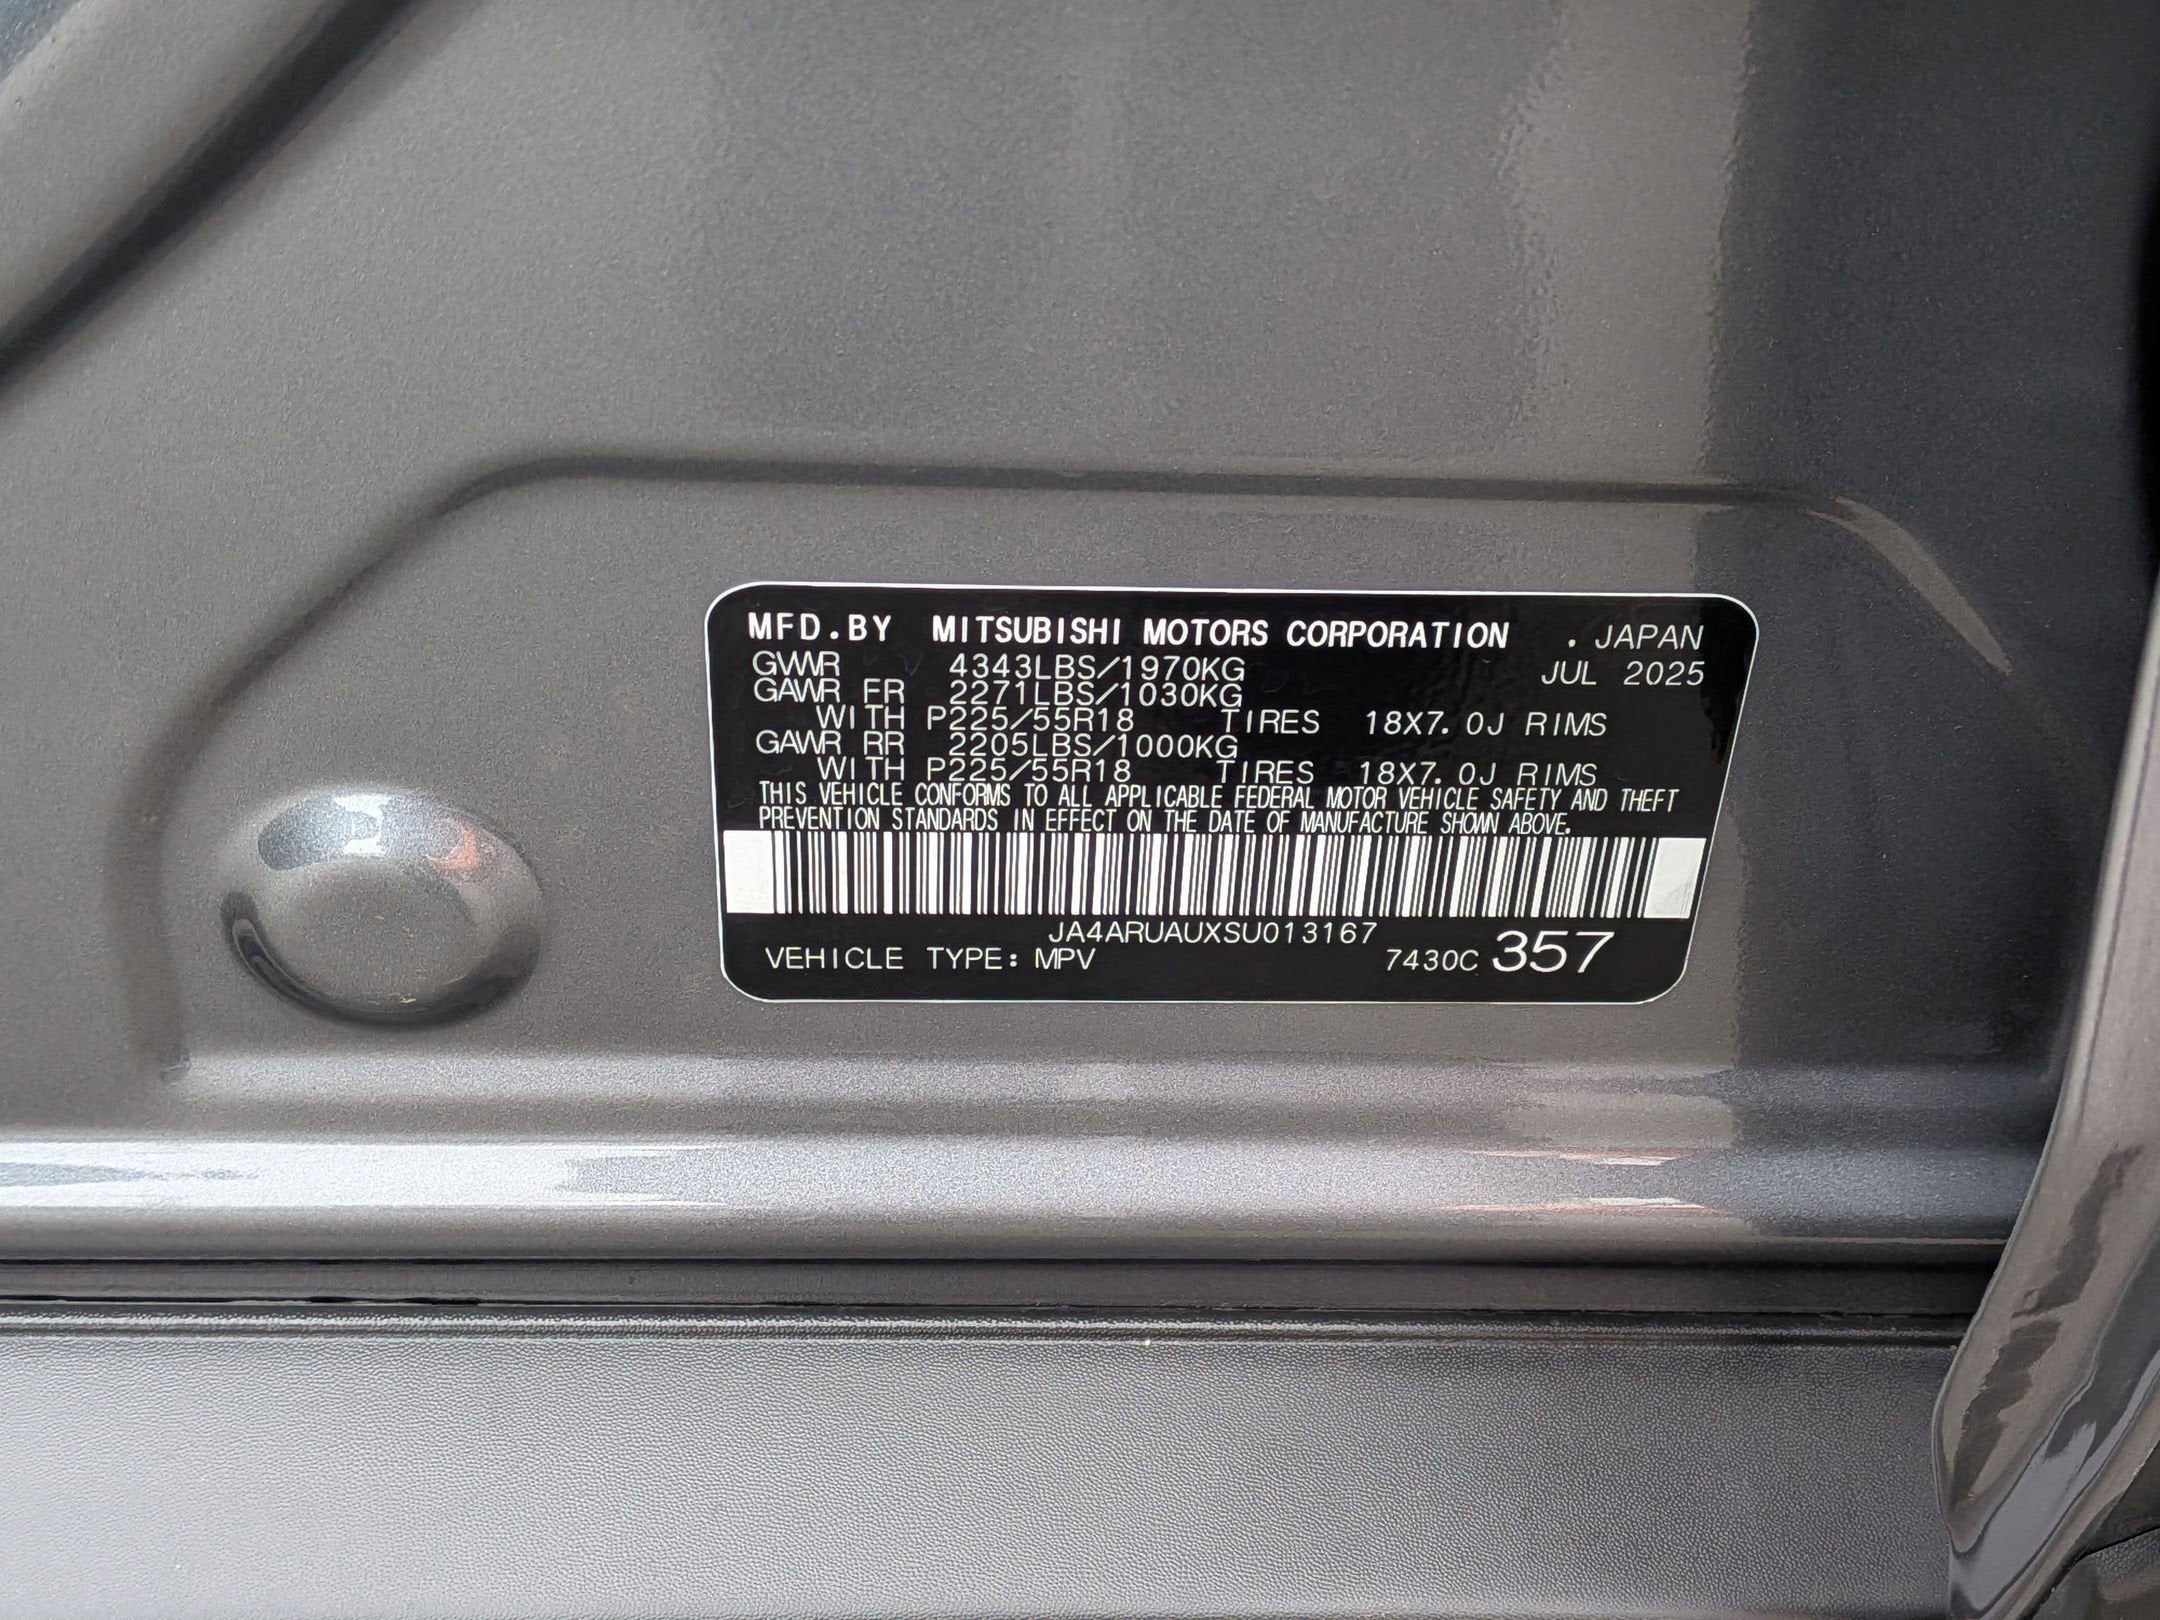 MFD.BY MITSUBISHI MOTORS CORPORATION . JAPAN
GVWR 4343LBS/1970KG JUL 2025
GAWR FR 2271LBS/1030KG
WITH P225/55R18 TIRES 18X7.0J RIMS
GAWR RR 2205LBS/1000KG
WITH P225/55R18 TIRES 18X7.0J RIMS
THIS VEHICLE CONFORMS TO ALL APPLICABLE FEDERAL MOTOR VEHICLE SAFETY AND THEFT
PREVENTION STANDARDS IN EFFECT ON THE DATE OF MANUFACTURE SHOWN ABOVE.
JA4ARUAUXSU013167
VEHICLE TYPE: MPV 7430C 357